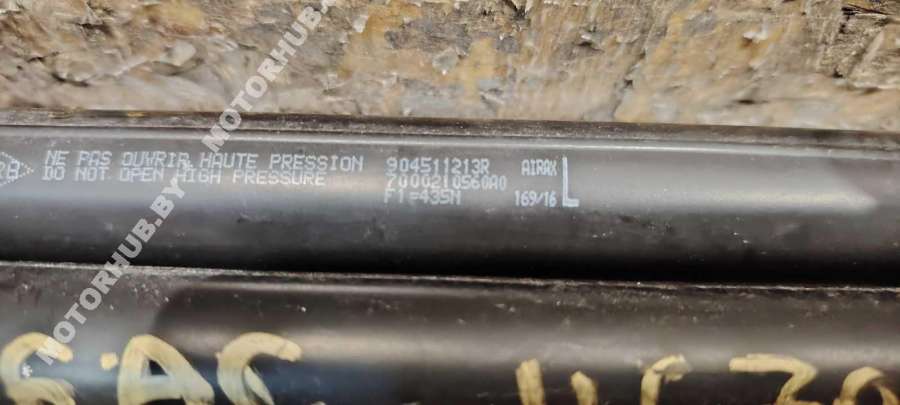 NE PAS OUVRIR HAUTE PRESSION 904511213R AIRAX L
DO NOT OPEN HIGH PRESSURE 7000210560A0
F1=435N 169/16
MOTORHUB.BY - MOTORHUB.BY